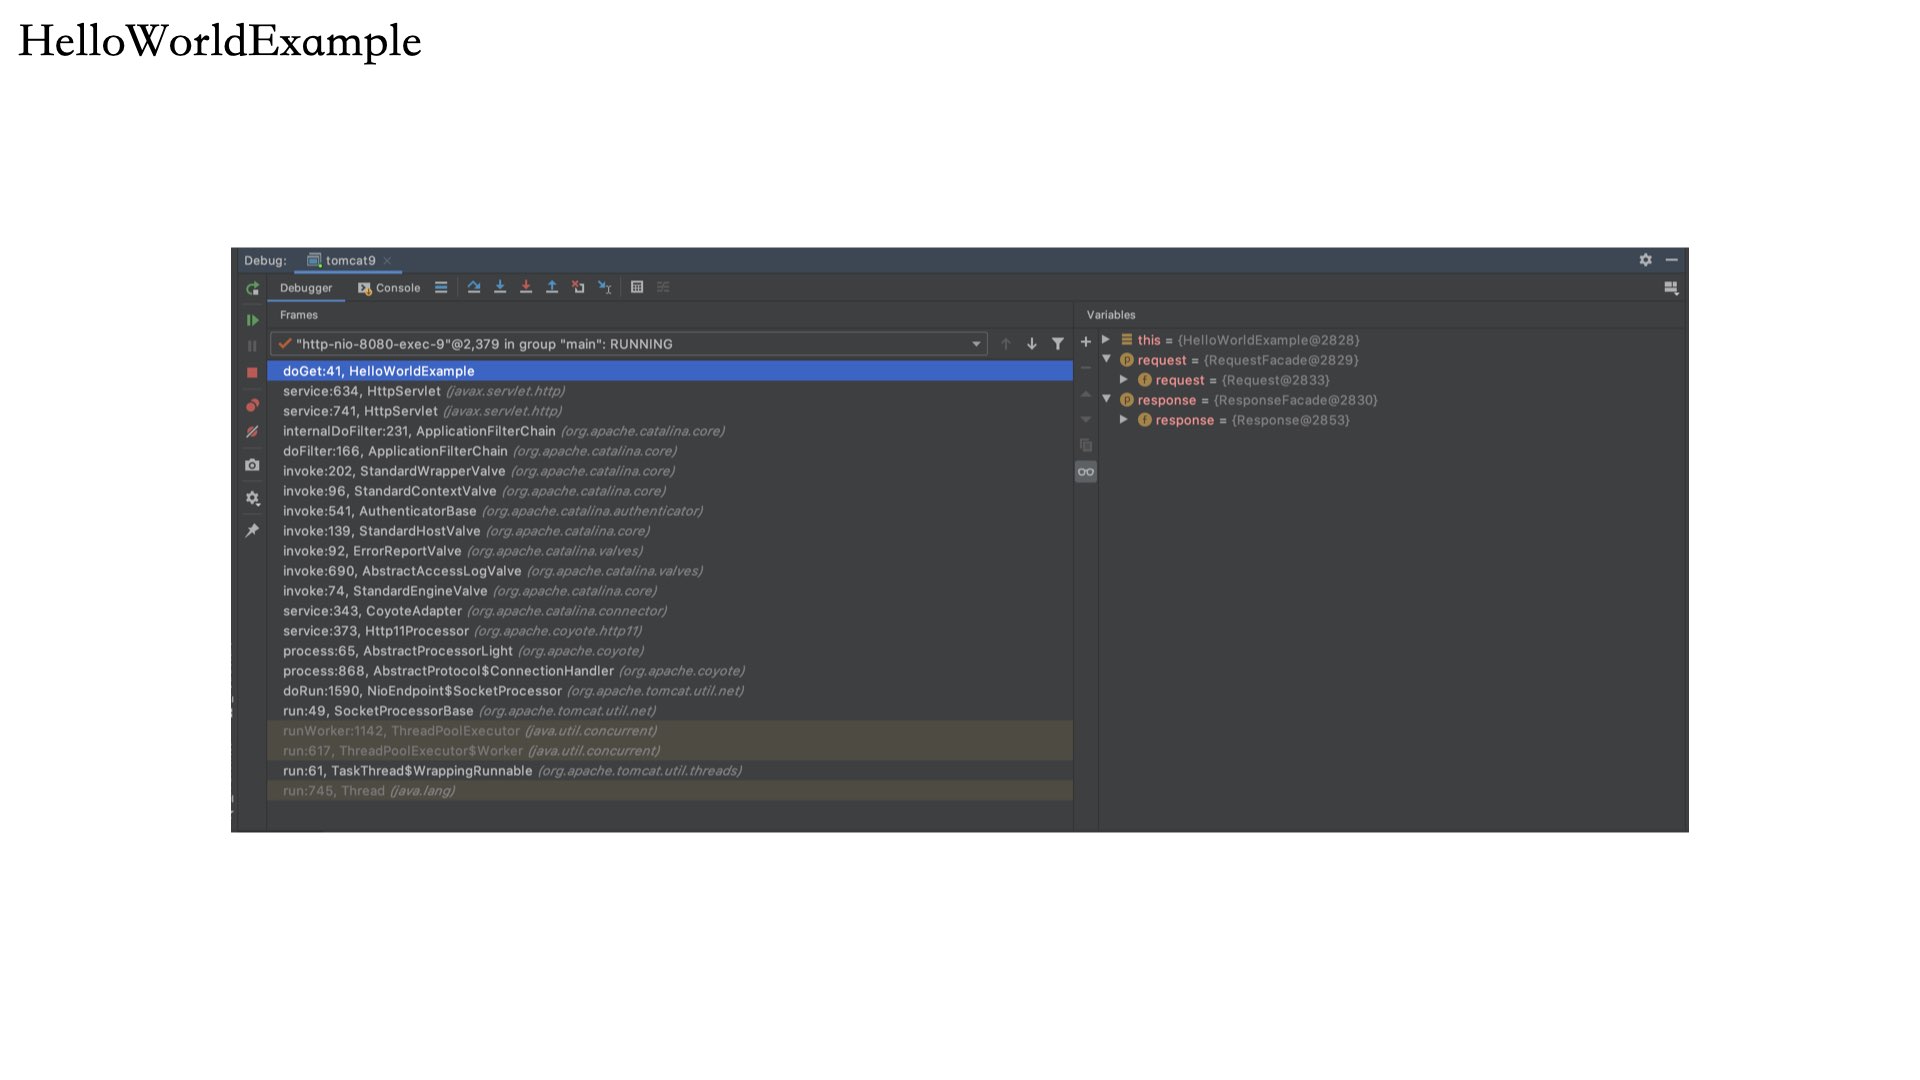 HelloWorldExample
Debug: tomcat9
Debugger Console
Frames Variables
"http-nio-8080-exec-9"@2,379 in group "main": RUNNING
doGet:41, HelloWorldExample
service:634, HttpServlet (javax.servlet.http)
service:741, HttpServlet (javax.servlet.http)
internalDoFilter:231, ApplicationFilterChain (org.apache.catalina.core)
doFilter:166, ApplicationFilterChain (org.apache.catalina.core)
invoke:202, StandardWrapperValve (org.apache.catalina.core)
invoke:96, StandardContextValve (org.apache.catalina.core)
invoke:541, AuthenticatorBase (org.apache.catalina.authenticator)
invoke:139, StandardHostValve (org.apache.catalina.core)
invoke:92, ErrorReportValve (org.apache.catalina.valves)
invoke:690, AbstractAccessLogValve (org.apache.catalina.valves)
invoke:74, StandardEngineValve (org.apache.catalina.core)
service:343, CoyoteAdapter (org.apache.catalina.connector)
service:373, Http11Processor (org.apache.coyote.http11)
process:65, AbstractProcessorLight (org.apache.coyote)
process:868, AbstractProtocol$ConnectionHandler (org.apache.coyote)
doRun:1590, NioEndpoint$SocketProcessor (org.apache.tomcat.util.net)
run:49, SocketProcessorBase (org.apache.tomcat.util.net)
runWorker:1142, ThreadPoolExecutor (java.util.concurrent)
run:617, ThreadPoolExecutor$Worker (java.util.concurrent)
run:61, TaskThread$WrappingRunnable (org.apache.tomcat.util.threads)
run:745, Thread (java.lang)
this = {HelloWorldExample@2828}
request = {RequestFacade@2829}
request = {Request@2833}
response = {ResponseFacade@2830}
response = {Response@2853}